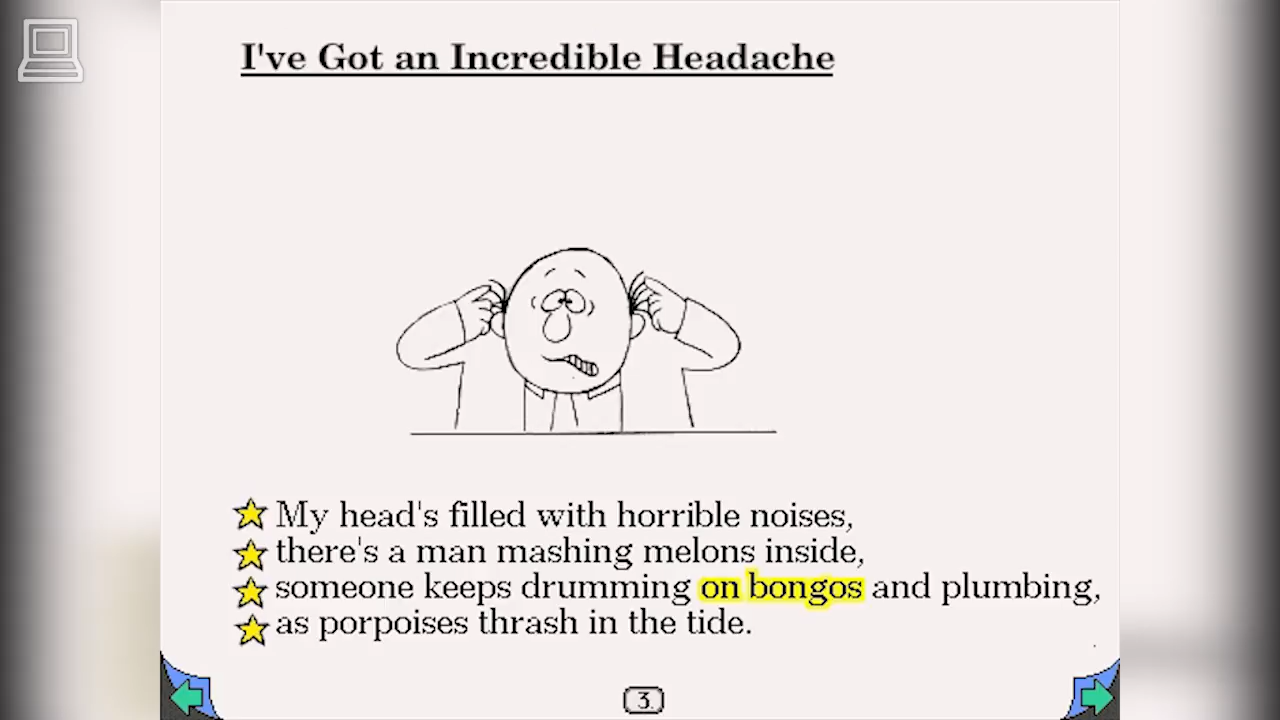 I've Got an Incredible Headache
My head's filled with horrible noises,
there's a man mashing melons inside,
someone keeps drumming on bongos and plumbing,
as porpoises thrash in the tide.
3